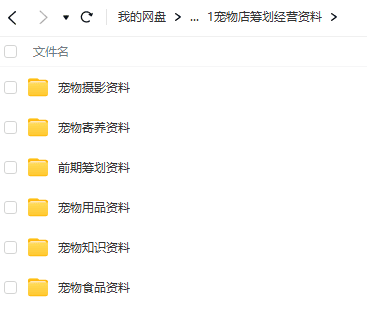 我的网盘 > ... 1宠物店筹划经营资料 >
文件名
宠物摄影资料
宠物寄养资料
前期筹划资料
宠物用品资料
宠物知识资料
宠物食品资料